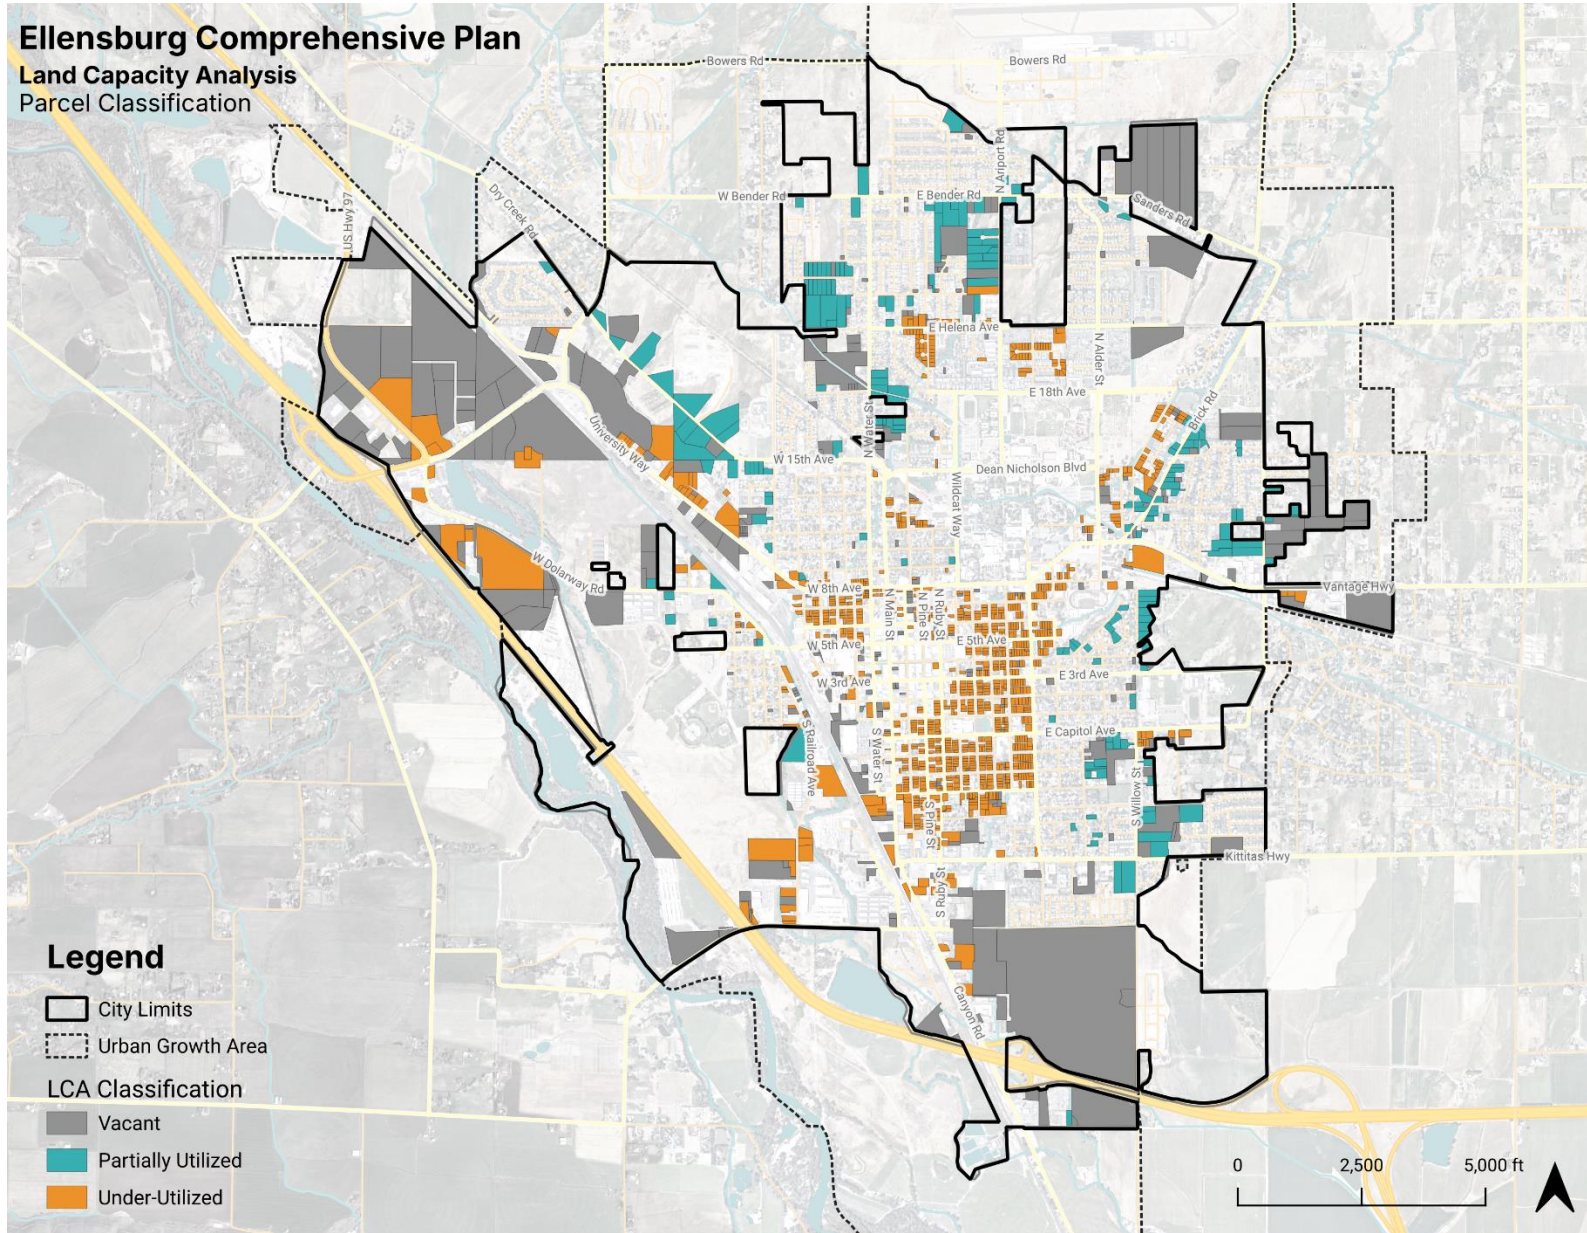 Ellensburg Comprehensive Plan
Land Capacity Analysis
Parcel Classification
Bowers Rd
Bowers Rd
N Ariport Rd
W Bender Rd
E Bender Rd
Dry Creek Rd
US Hwy 97
Sanders Rd
E Helena Ave
N Alder St
E 18th Ave
Brick Rd
N Water St
University Way
W 15th Ave
Dean Nicholson Blvd
Wildcat Way
W Dolarway Rd
W 8th Ave
Vantage Hwy
N Main St
N Pine St
N Ruby St
W 5th Ave
E 5th Ave
W 3rd Ave
E 3rd Ave
S Railroad Ave
S Water St
E Capitol Ave
S Willow St
S Pine St
Kittitas Hwy
S Ruby St
Canyon Rd
Legend
City Limits
Urban Growth Area
LCA Classification
Vacant
Partially Utilized
Under-Utilized
0 2,500 5,000 ft